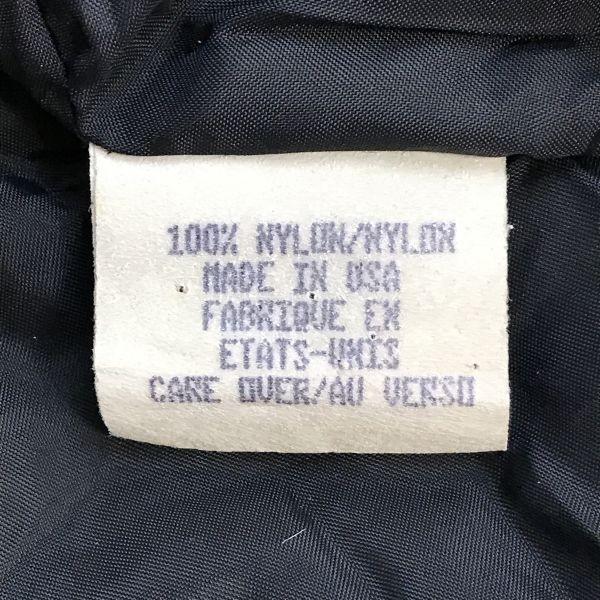 100% NYLON/NYLON
MADE IN USA
FABRIQUE EN
ETATS-UNIS
CARE OVER/AU VERSO